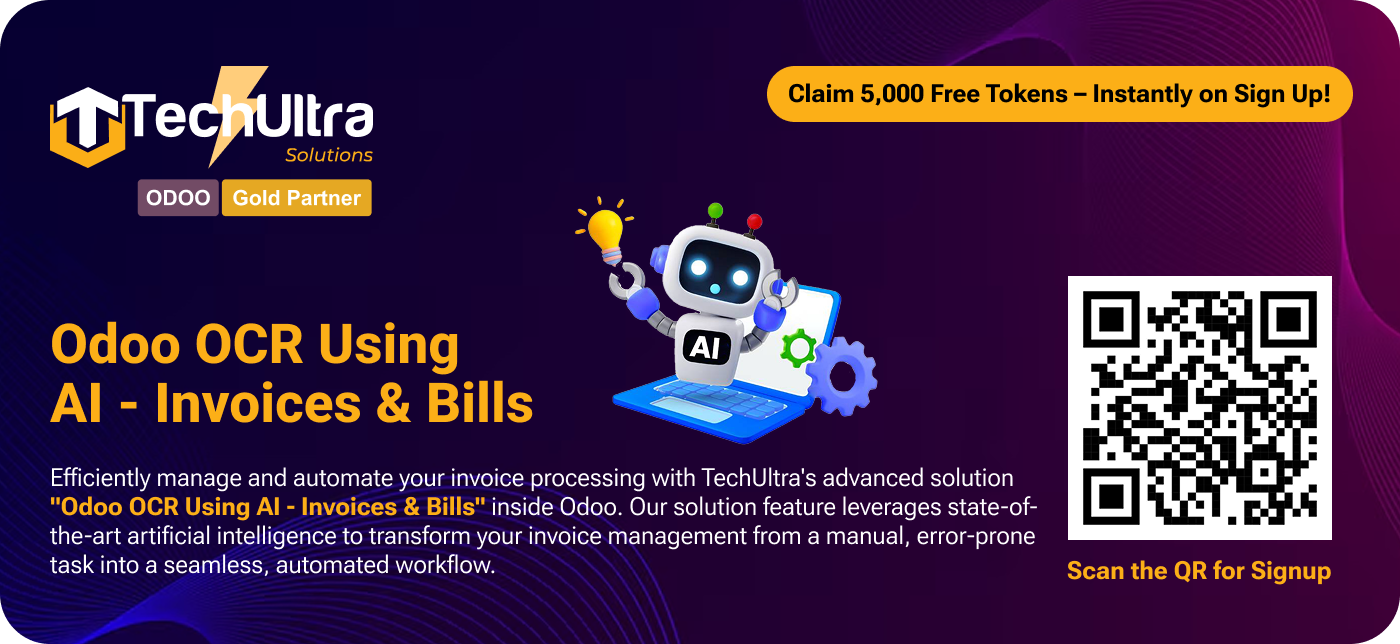 TechUltra
Solutions
ODOO Gold Partner
Claim 5,000 Free Tokens – Instantly on Sign Up!
AI
Odoo OCR Using
AI - Invoices & Bills
Efficiently manage and automate your invoice processing with TechUltra's advanced solution
"Odoo OCR Using AI - Invoices & Bills" inside Odoo. Our solution feature leverages state-of-
the-art artificial intelligence to transform your invoice management from a manual, error-prone
task into a seamless, automated workflow.
Scan the QR for Signup